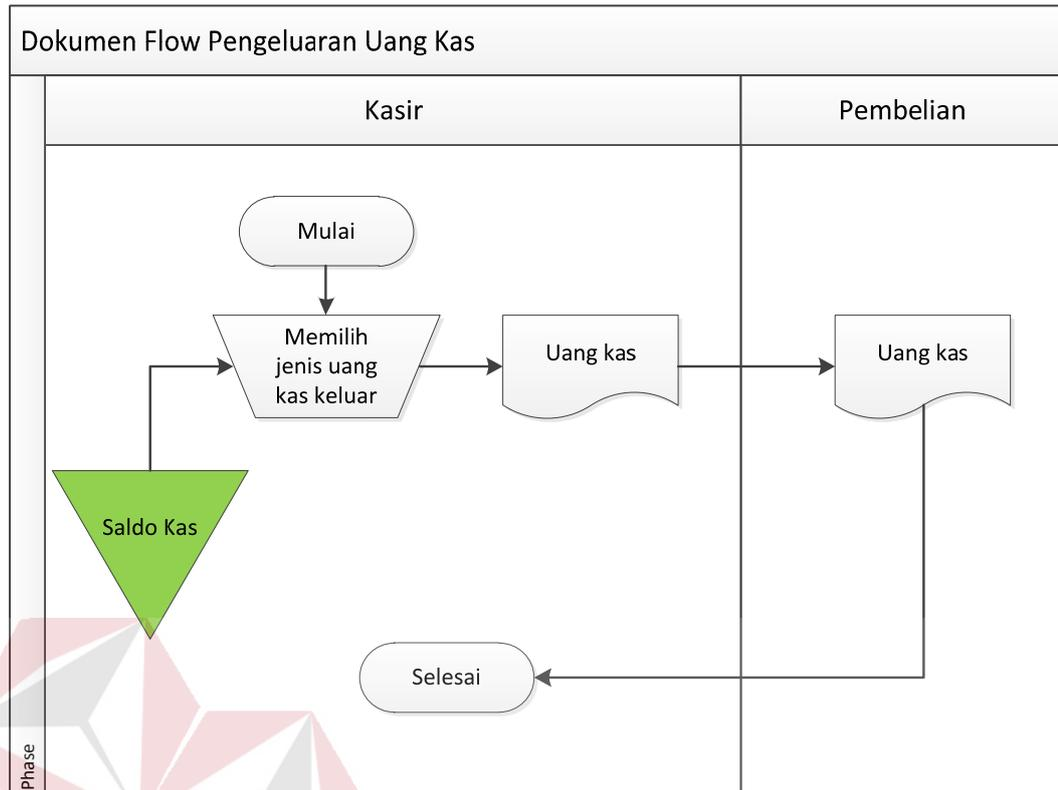 Dokumen Flow Pengeluaran Uang Kas
Kasir
Pembelian
Mulai
Memilih
jenis uang
kas keluar
Uang kas
Uang kas
Saldo Kas
Selesai
Phase